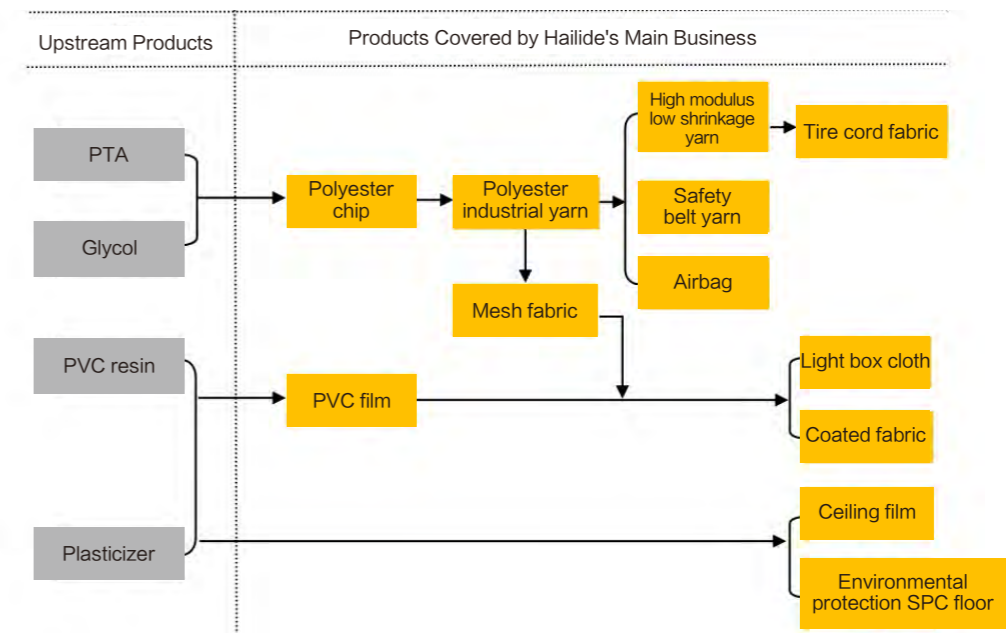 Upstream Products
Products Covered by Hailide's Main Business
PTA
Glycol
PVC resin
Plasticizer
Polyester
chip
Polyester
industrial yarn
High modulus
low shrinkage
yarn
Tire cord fabric
Safety
belt yarn
Airbag
Mesh fabric
PVC film
Light box cloth
Coated fabric
Ceiling film
Environmental
protection SPC floor